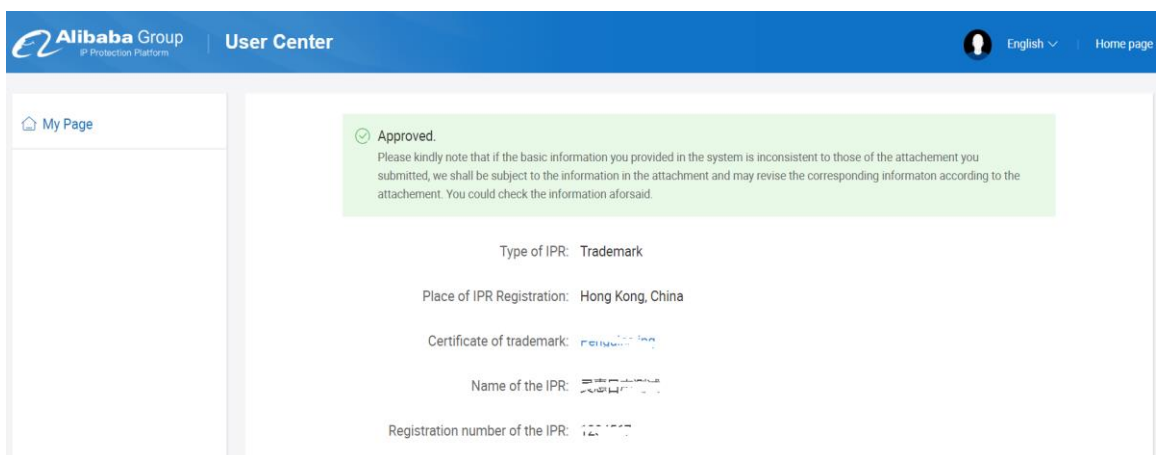 Alibaba Group
IP Protection Platform
User Center
English
Home page
My Page
Approved.
Please kindly note that if the basic information you provided in the system is inconsistent to those of the attachement you
submitted, we shall be subject to the information in the attachment and may revise the corresponding informaton according to the
attachement. You could check the information aforsaid.
Type of IPR: Trademark
Place of IPR Registration: Hong Kong, China
Certificate of trademark:
Name of the IPR:
Registration number of the IPR: